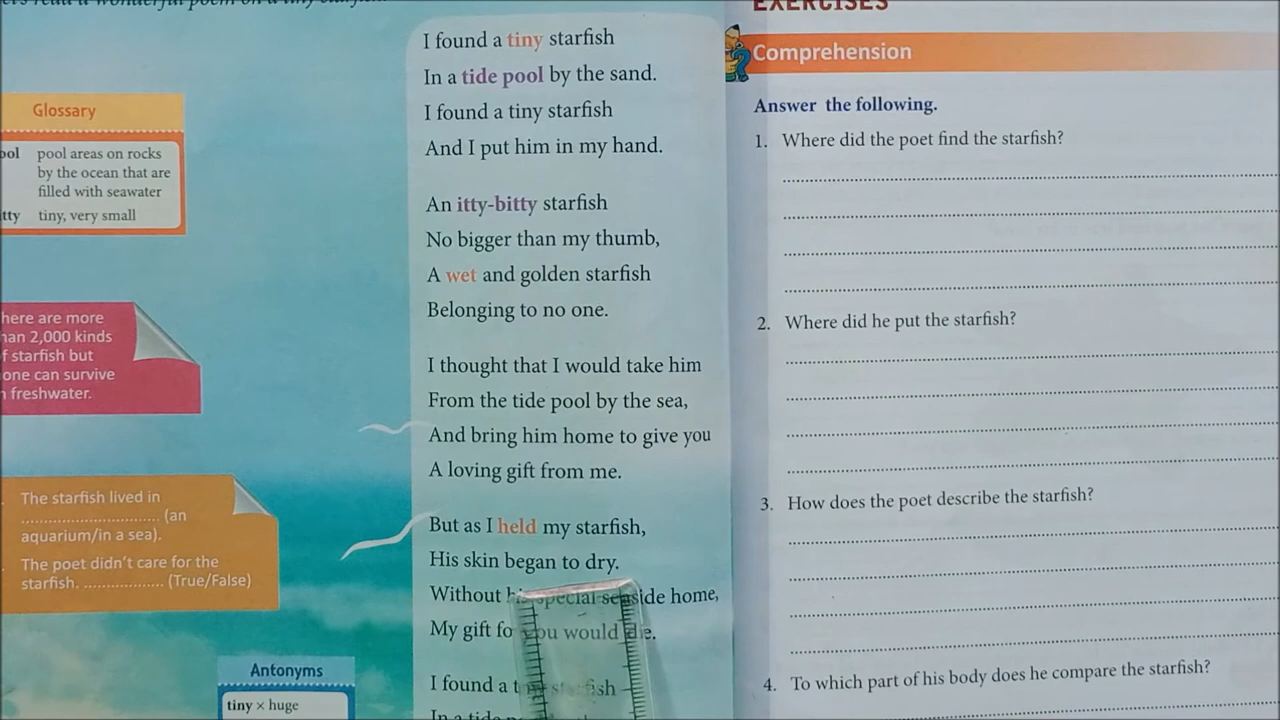 Glossary
pool areas on rocks
by the ocean that are
filled with seawater
tiny, very small
here are more
han 2,000 kinds
f starfish but
one can survive
freshwater.
The starfish lived in
.............................. (an
aquarium/in a sea).
The poet didn't care for the
starfish. ................. (True/False)
Antonyms
tiny × huge
I found a tiny starfish
In a tide pool by the sand.
I found a tiny starfish
And I put him in my hand.
An itty-bitty starfish
No bigger than my thumb,
A wet and golden starfish
Belonging to no one.
I thought that I would take him
From the tide pool by the sea,
And bring him home to give you
A loving gift from me.
But as I held my starfish,
His skin began to dry.
Without his special seaside home,
My gift for you would die.
I found a tiny starfish
EXERCISES
Comprehension
Answer the following.
1. Where did the poet find the starfish?
2. Where did he put the starfish?
3. How does the poet describe the starfish?
4. To which part of his body does he compare the starfish?